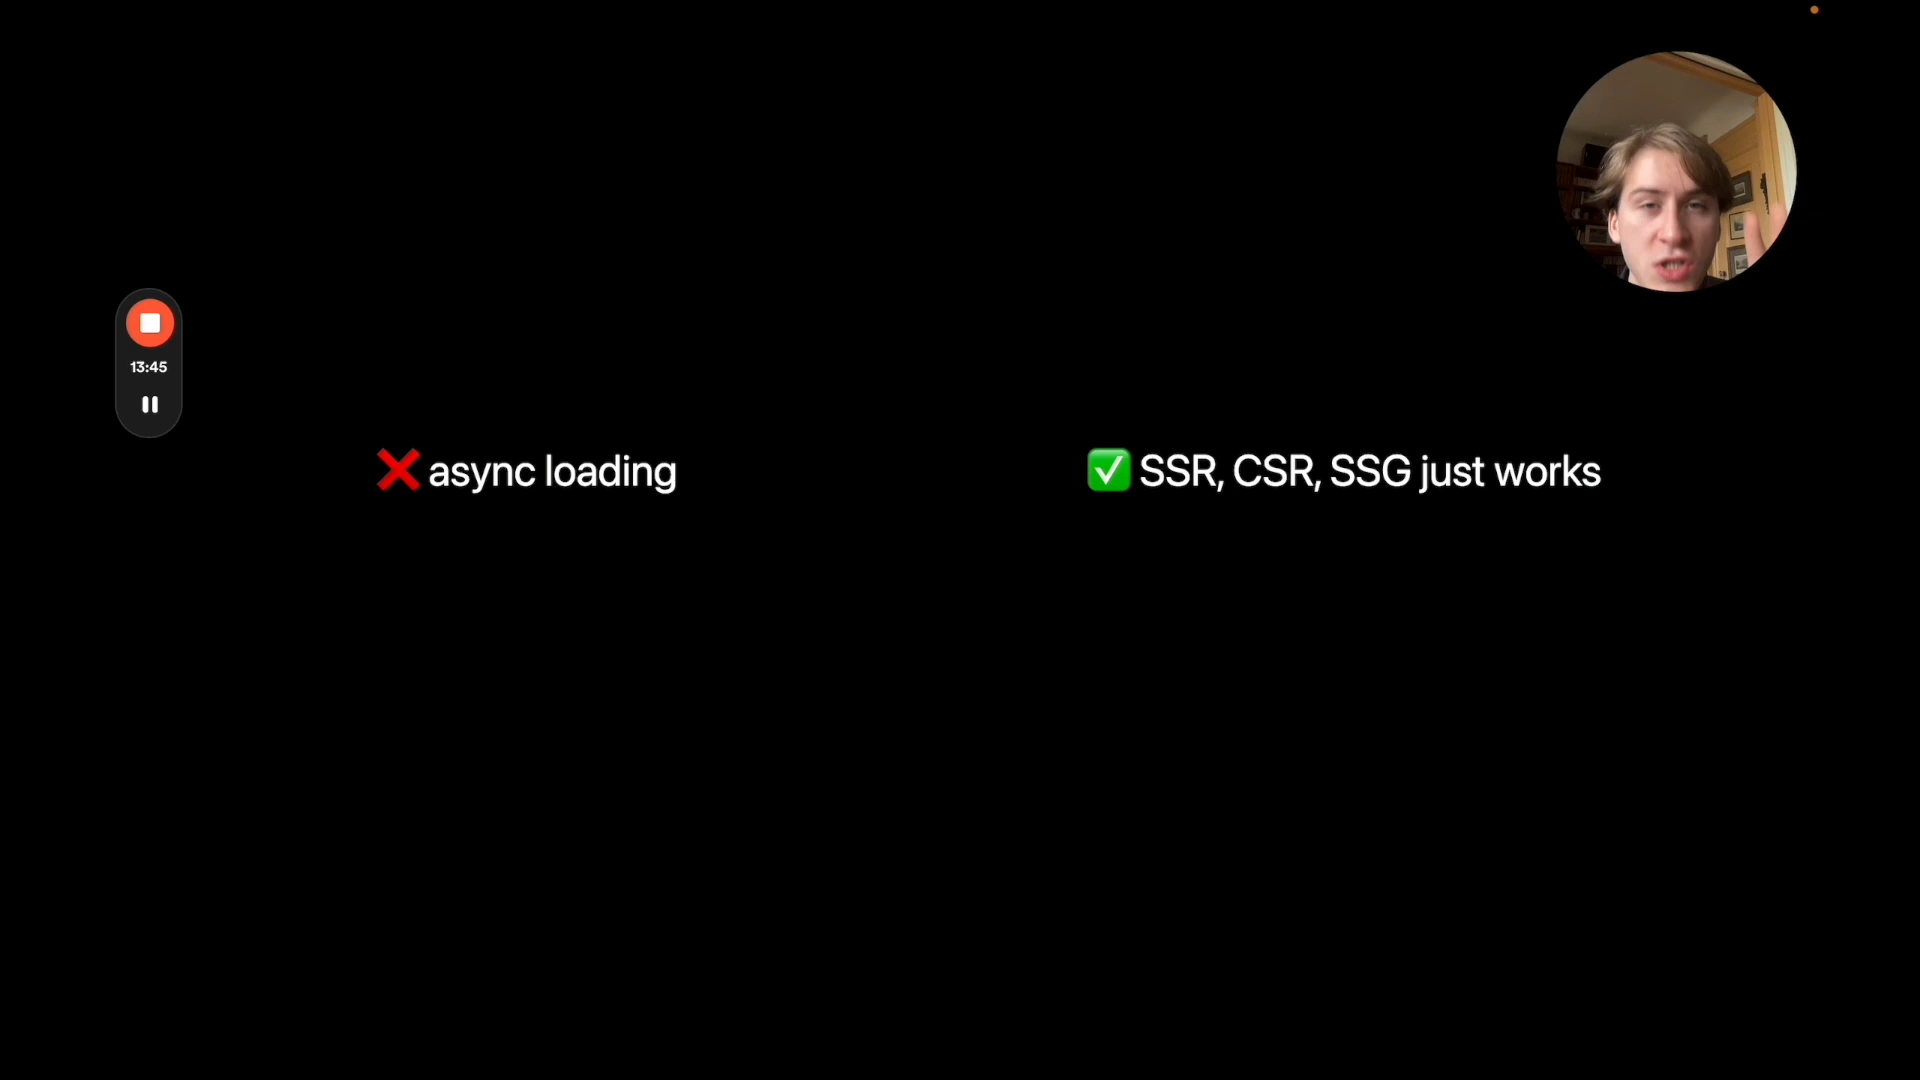 13:45
❌ async loading
✅ SSR, CSR, SSG just works